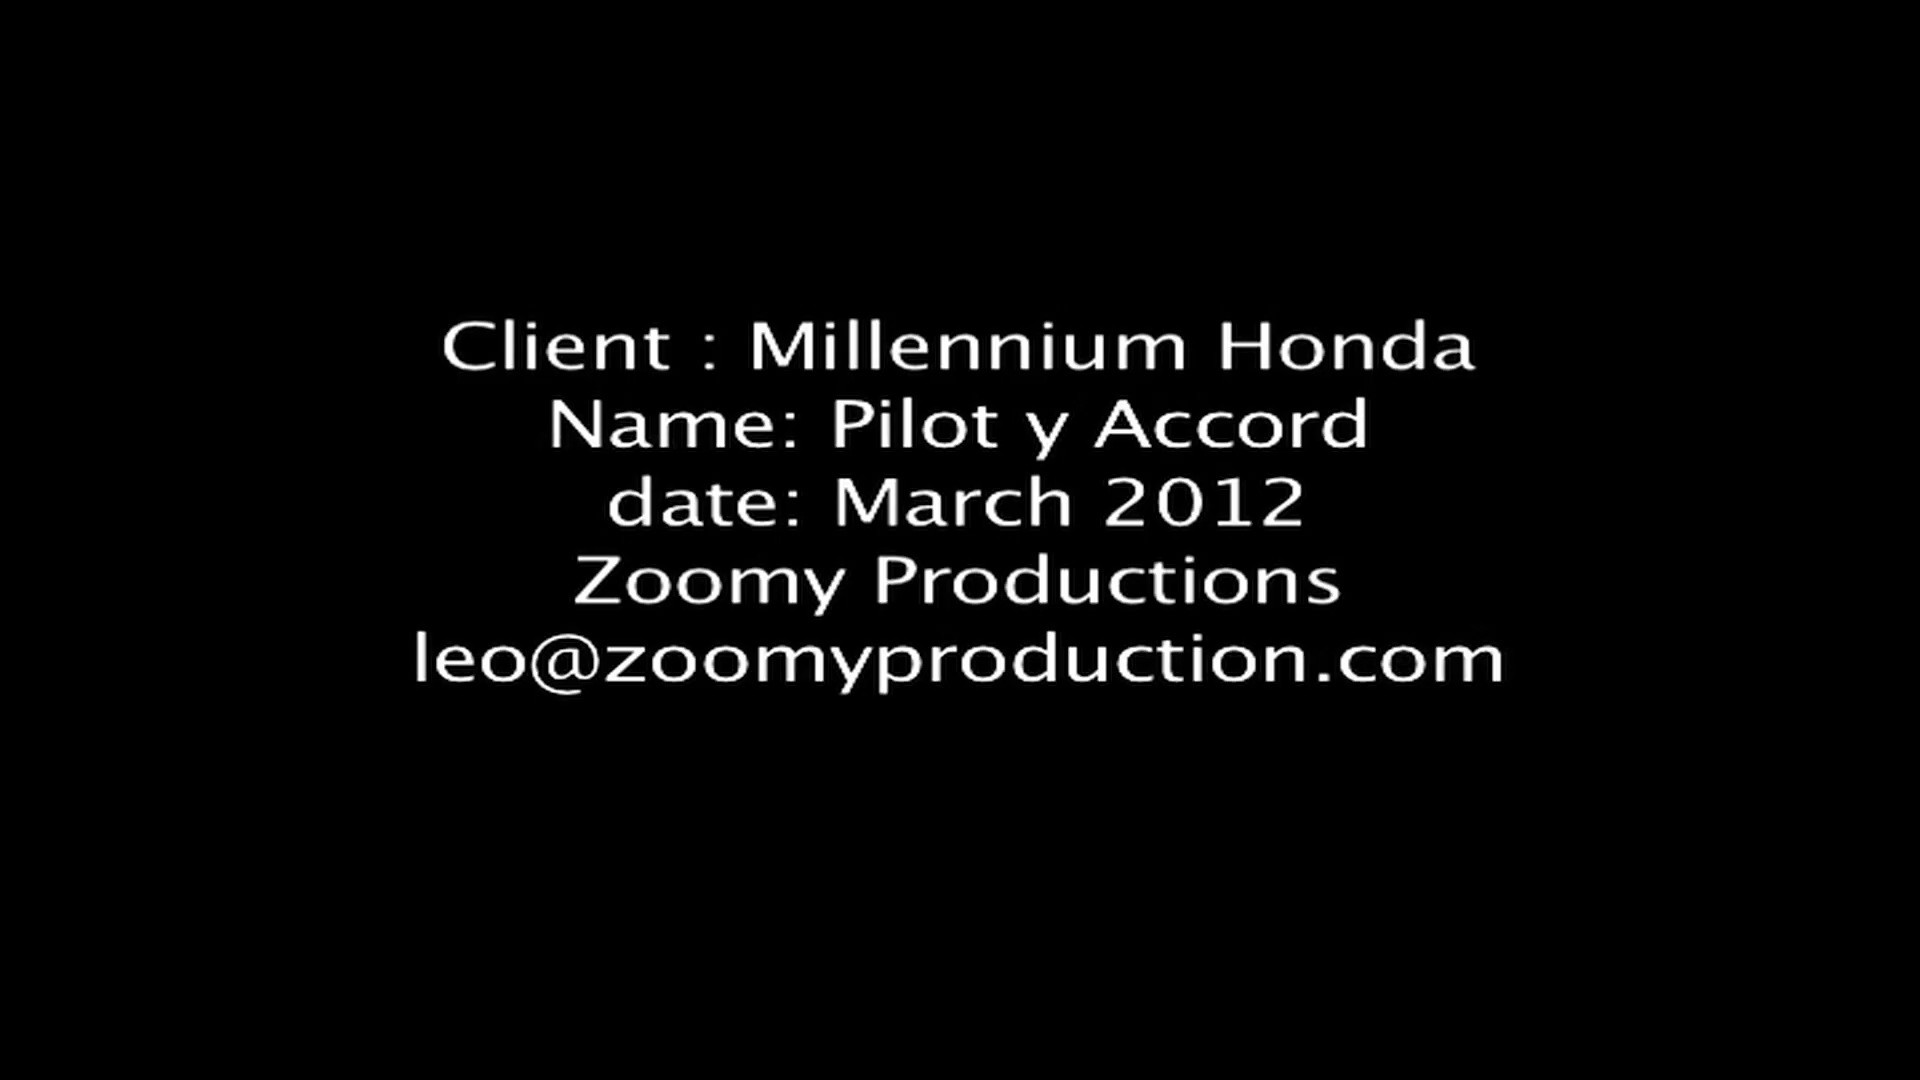 Client : Millennium Honda
Name: Pilot y Accord
date: March 2012
Zoomy Productions
leo@zoomyproduction.com